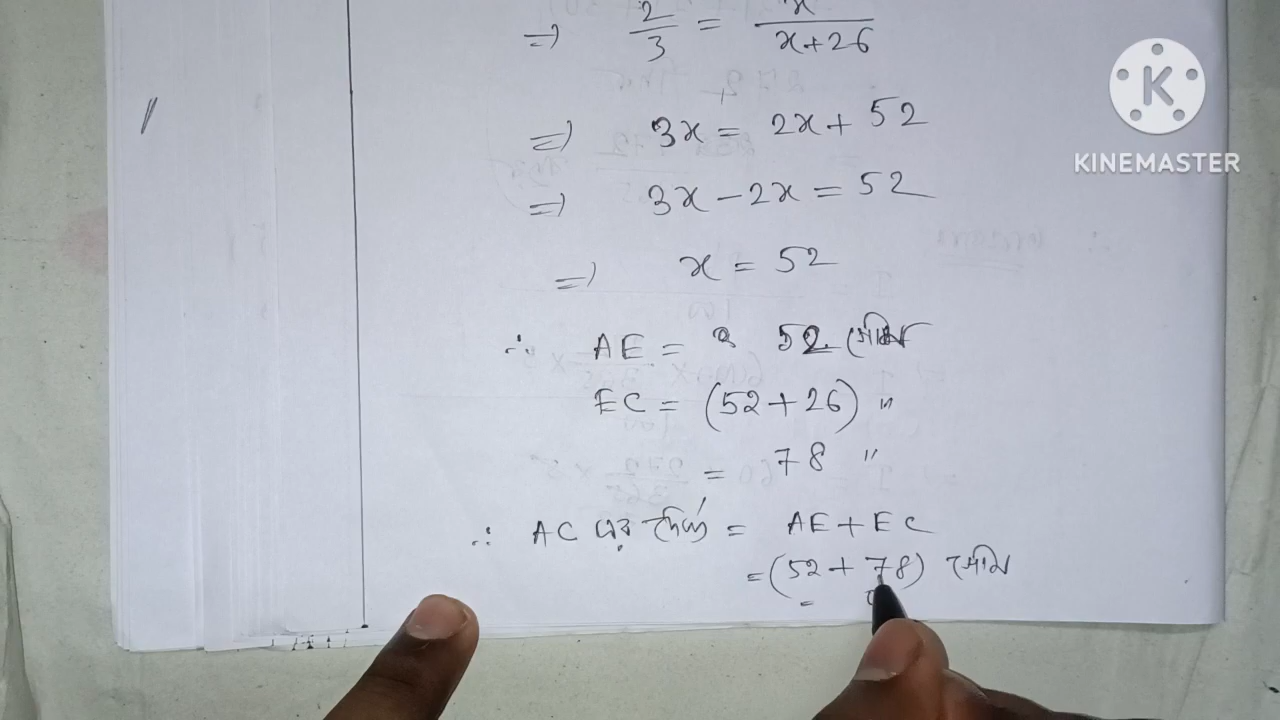 ⇒ 2/3 = x/(x+26)
⇒ 3x = 2x + 52
⇒ 3x − 2x = 52
⇒ x = 52
∴ AE = 52 সেমি
EC = (52+26) "
= 78 "
∴ AC এর দৈর্ঘ্য = AE + EC
= (52 + 78) সেমি
=
K
KINEMASTER